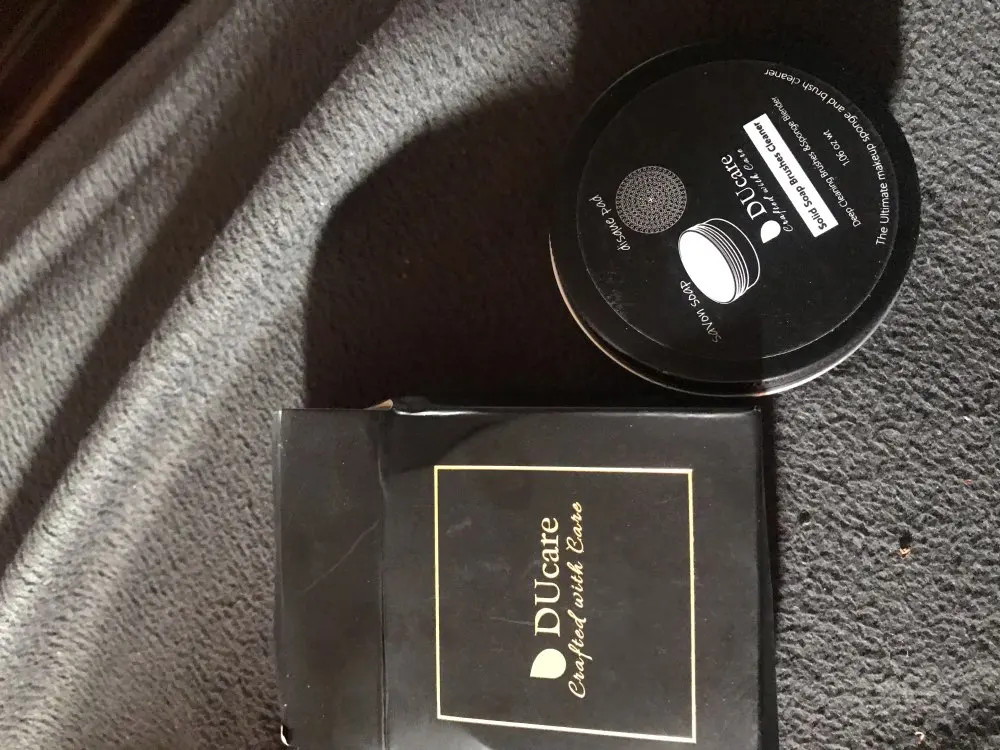 The Ultimate makeup sponge and brush cleaner
1.06 oz wt
Deep Cleaning Brushes &Sponge Blender
Solid Soap Brushes Cleaner
DUcare
Crafted with Care
disque pad
savon soap
DUcare
Crafted with Care